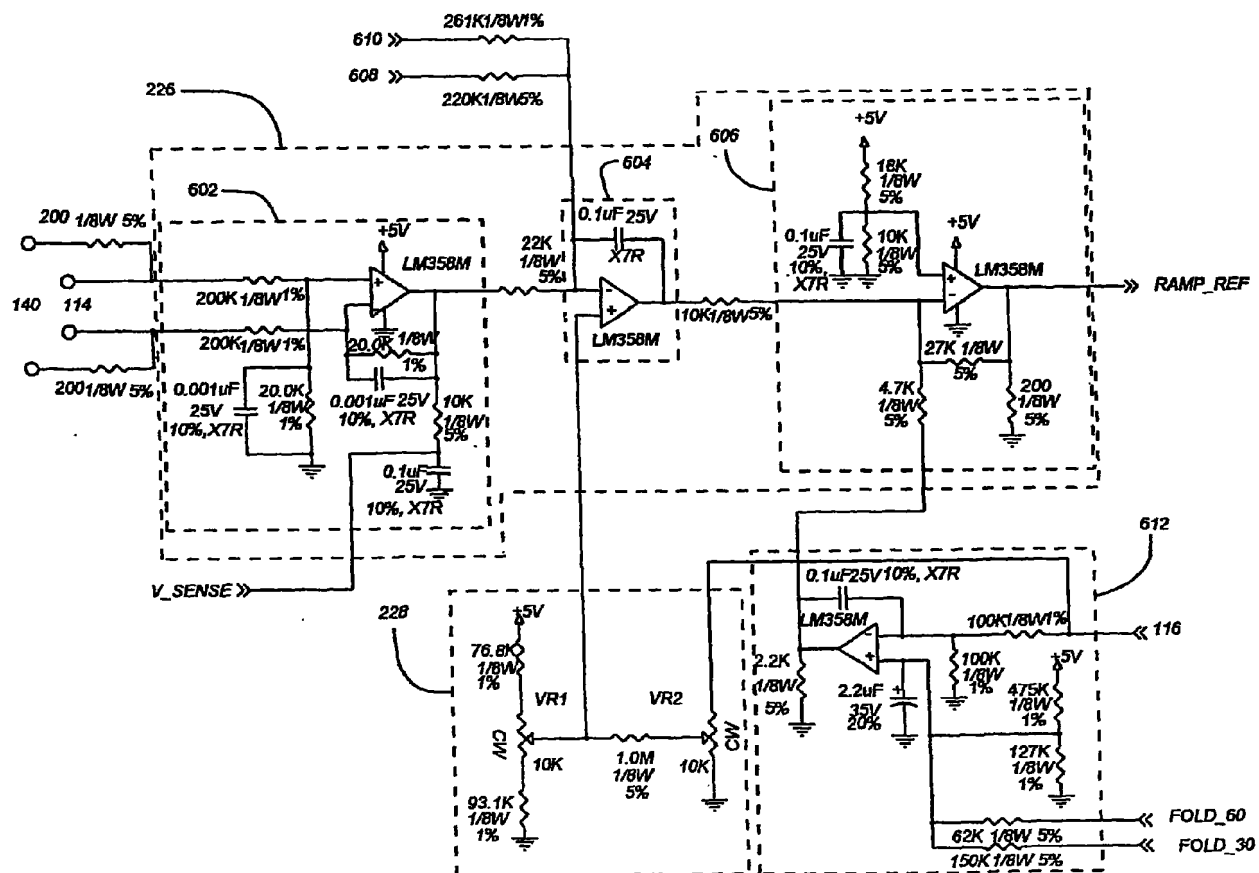 610
261K1/8W1%
608
220K1/8W5%
226
602
606
604
+5V
18K
1/8W
5%
0.1uF
25V
10%,
X7R
10K
1/8W
5%
+5V
LM358M
RAMP_REF
200 1/8W 5%
140 114
200K 1/8W 1%
200K 1/8W 1%
200 1/8W 5%
+5V
LM358M
20.0K 1/8W
1%
0.001uF
25V
10%, X7R
20.0K
1/8W
1%
0.001uF 25V
10%, X7R
10K
1/8W
5%
0.1uF
25V
10%, X7R
22K
1/8W
5%
0.1uF 25V
X7R
LM358M
10K1/8W5%
27K 1/8W
5%
4.7K
1/8W
5%
200
1/8W
5%
V_SENSE
228
+5V
76.8K
1/8W
1%
VR1
CW
10K
93.1K
1/8W
1%
1.0M
1/8W
5%
VR2
CW
10K
612
0.1uF25V 10%, X7R
LM358M
100K1/8W1%
116
2.2K
1/8W
5%
2.2uF
35V
20%
+
100K
1/8W
1%
+5V
475K
1/8W
1%
127K
1/8W
1%
FOLD_60
62K 1/8W 5%
FOLD_30
150K 1/8W 5%